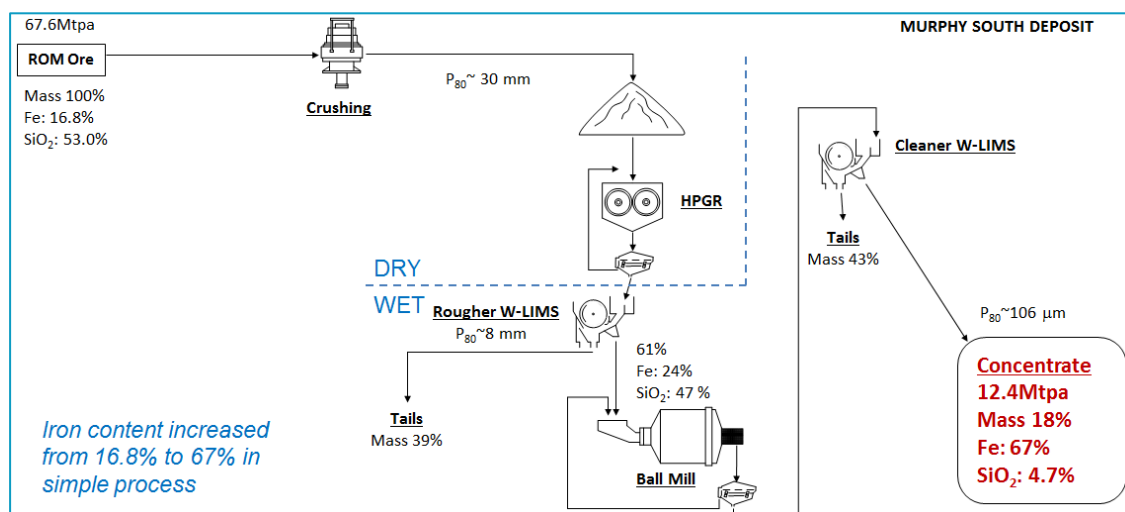 67.6Mtpa
MURPHY SOUTH DEPOSIT
ROM Ore
Mass 100%
Fe: 16.8%
SiO₂: 53.0%
Crushing
P₈₀~ 30 mm
HPGR
DRY
WET
Rougher W-LIMS
P₈₀~8 mm
61%
Fe: 24%
SiO₂: 47 %
Tails
Mass 39%
Ball Mill
Cleaner W-LIMS
Tails
Mass 43%
P₈₀~106 µm
Concentrate
12.4Mtpa
Mass 18%
Fe: 67%
SiO₂: 4.7%
Iron content increased
from 16.8% to 67% in
simple process